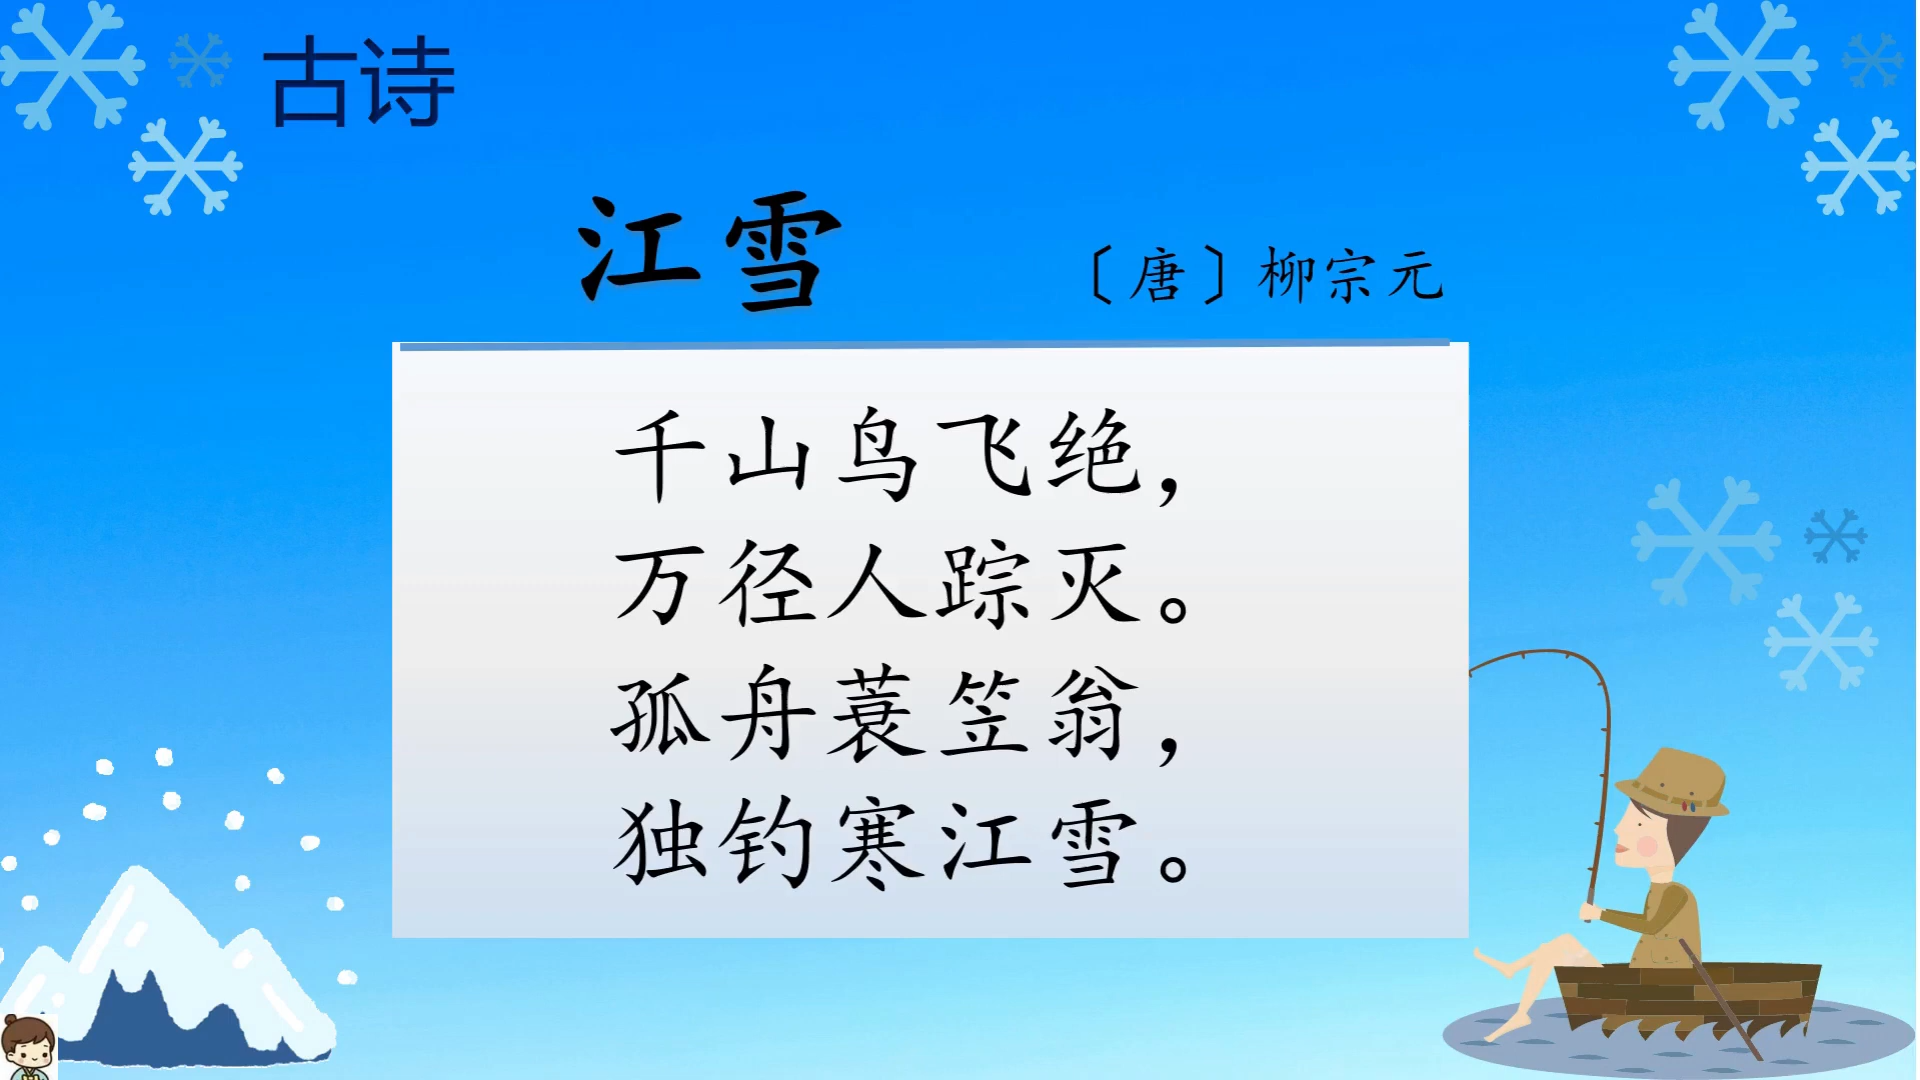 古诗
江雪
〔唐〕柳宗元
千山鸟飞绝，
万径人踪灭。
孤舟蓑笠翁，
独钓寒江雪。